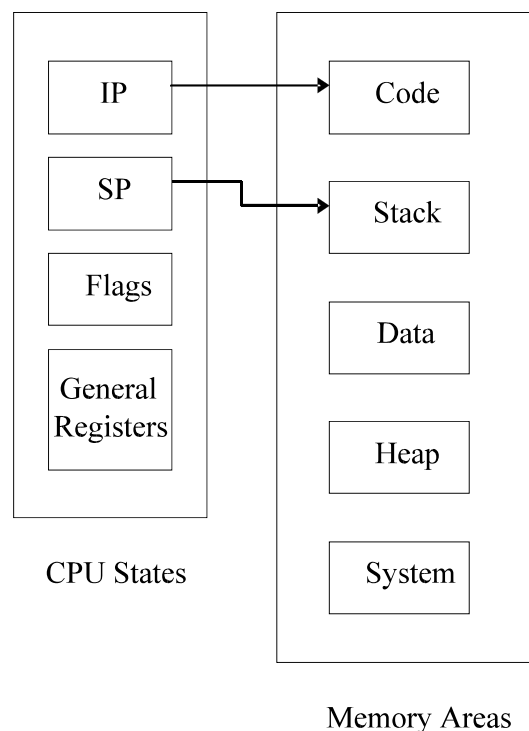 IP
SP
Flags
General
Registers
CPU States
Code
Stack
Data
Heap
System
Memory Areas